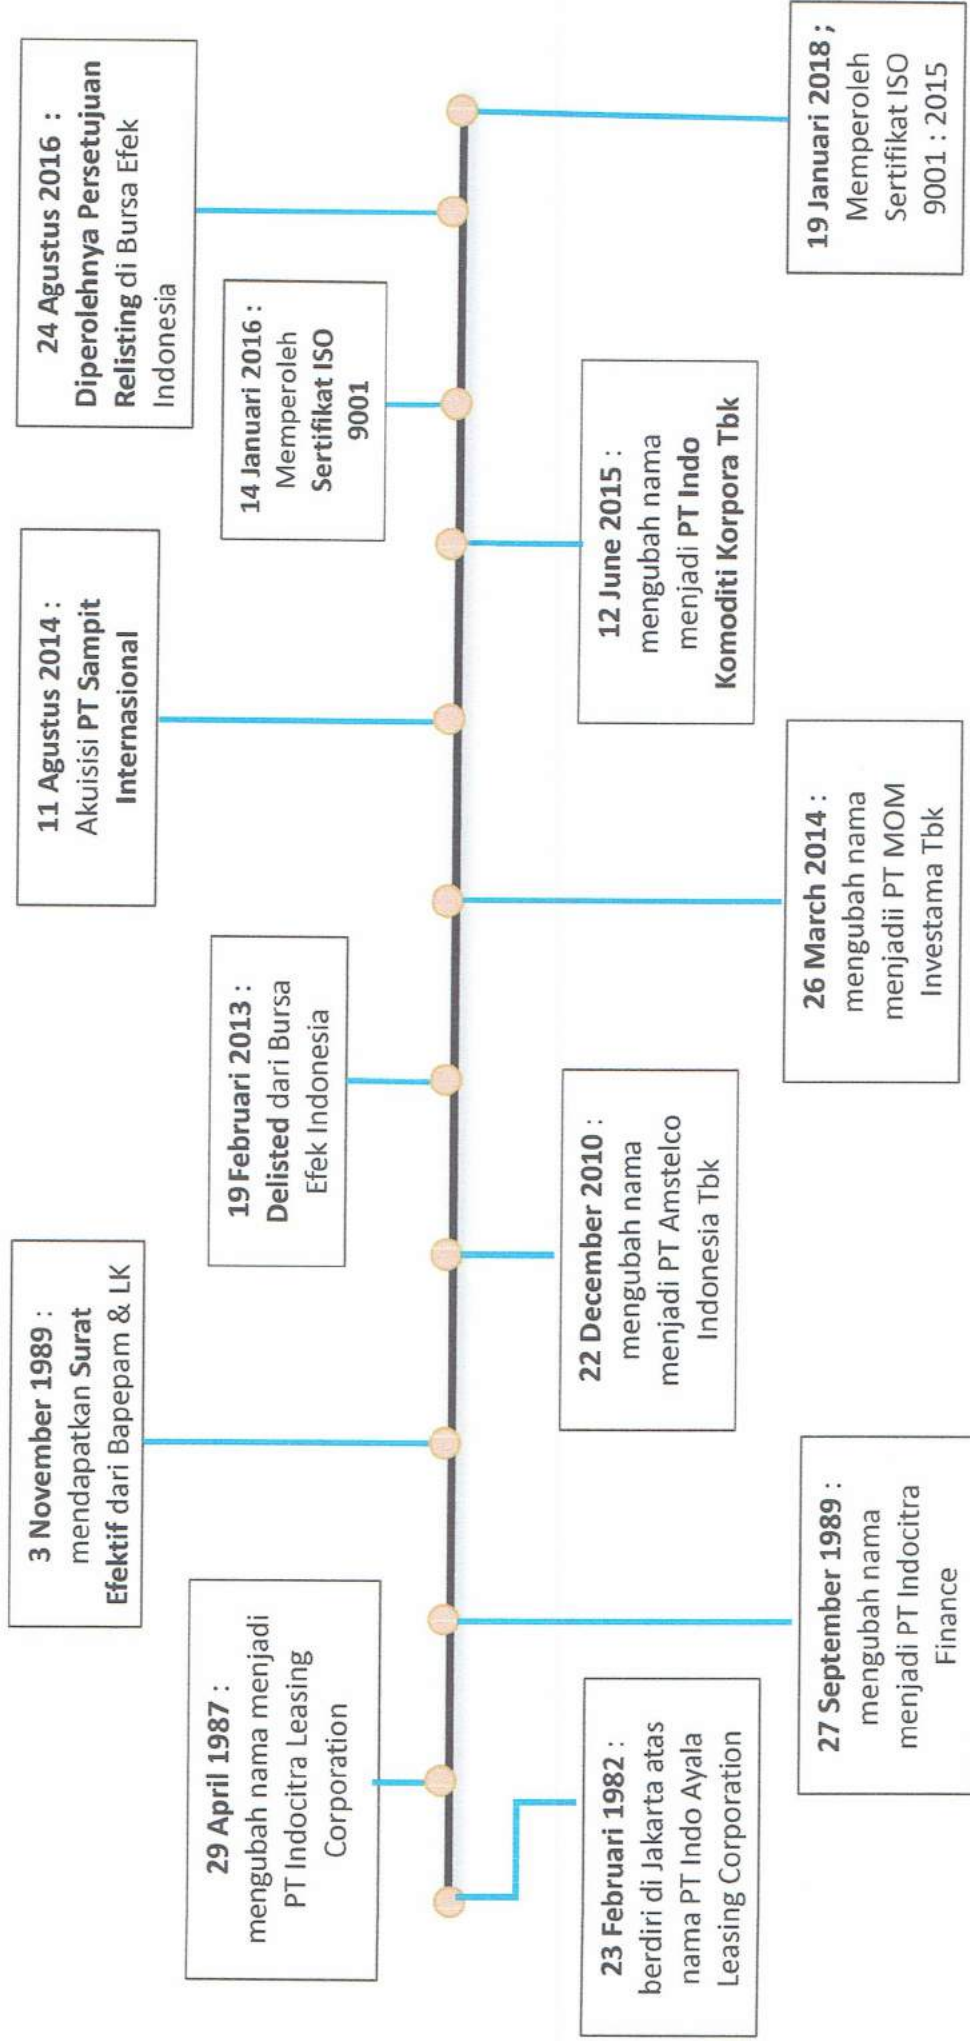 23 Februari 1982 :
berdiri di Jakarta atas
nama PT Indo Ayala
Leasing Corporation
29 April 1987 :
mengubah nama menjadi
PT Indocitra Leasing
Corporation
27 September 1989 :
mengubah nama
menjadi PT Indocitra
Finance
3 November 1989 :
mendapatkan Surat
Efektif dari Bapepam & LK
22 December 2010 :
mengubah nama
menjadi PT Amstelco
Indonesia Tbk
19 Februari 2013 :
Delisted dari Bursa
Efek Indonesia
26 March 2014 :
mengubah nama
menjadii PT MOM
Investama Tbk
11 Agustus 2014 :
Akuisisi PT Sampit
Internasional
12 June 2015 :
mengubah nama
menjadi PT Indo
Komoditi Korpora Tbk
14 Januari 2016 :
Memperoleh
Sertifikat ISO
9001
24 Agustus 2016 :
Diperolehnya Persetujuan
Relisting di Bursa Efek
Indonesia
19 Januari 2018 ;
Memperoleh
Sertifikat ISO
9001 : 2015